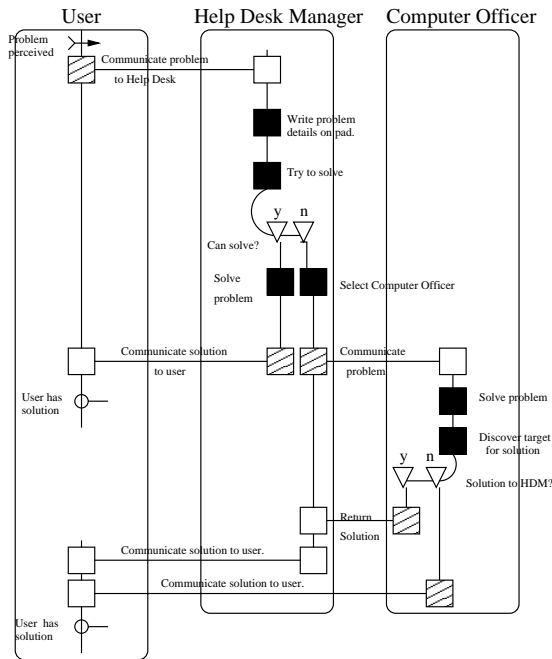 User
Help Desk Manager
Computer Officer
Problem
perceived
Communicate problem
to Help Desk
Write problem
details on pad.
Try to solve
y n
Can solve?
Solve
problem
Select Computer Officer
Communicate solution
to user
Communicate
problem
User has
solution
Solve problem
Discover target
for solution
y n
Solution to HDM?
Return
Solution
Communicate solution to user.
Communicate solution to user.
User has
solution